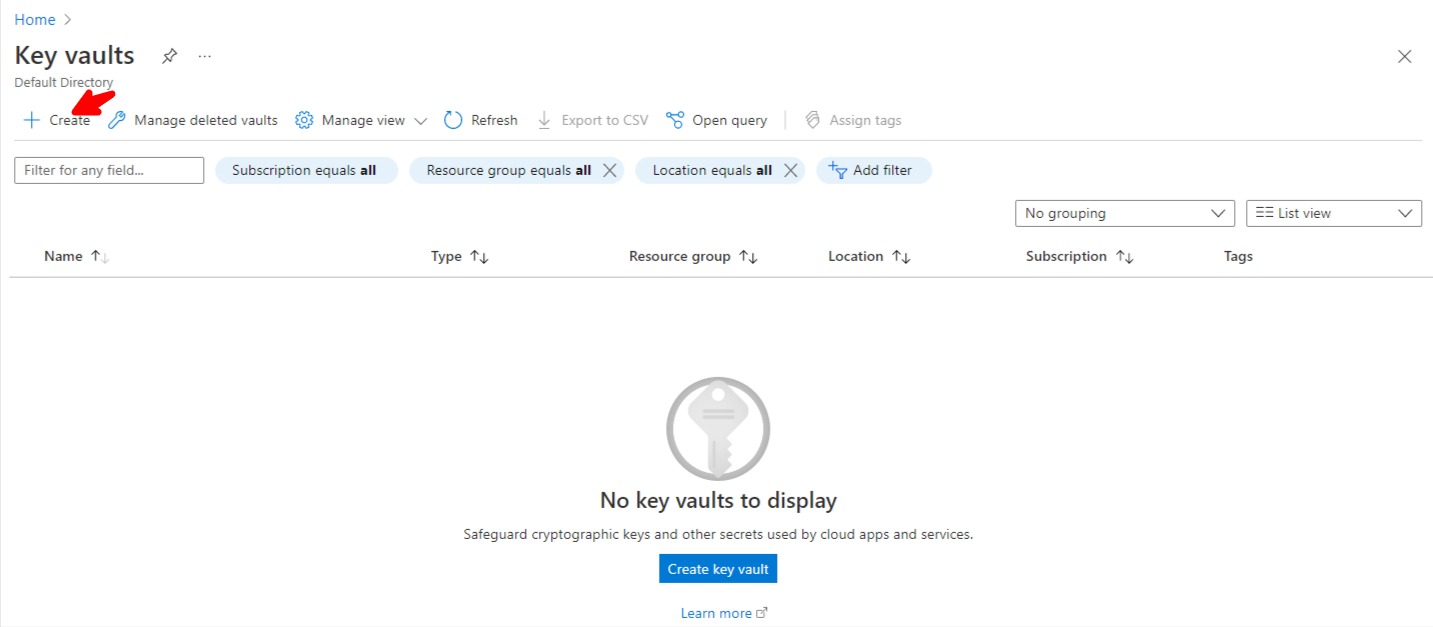 Home
Key vaults ...
Default Directory
Create Manage deleted vaults Manage view Refresh Export to CSV Open query Assign tags
Filter for any field... Subscription equals all Resource group equals all Location equals all Add filter
No grouping List view
Name Type Resource group Location Subscription Tags
No key vaults to display
Safeguard cryptographic keys and other secrets used by cloud apps and services.
Create key vault
Learn more